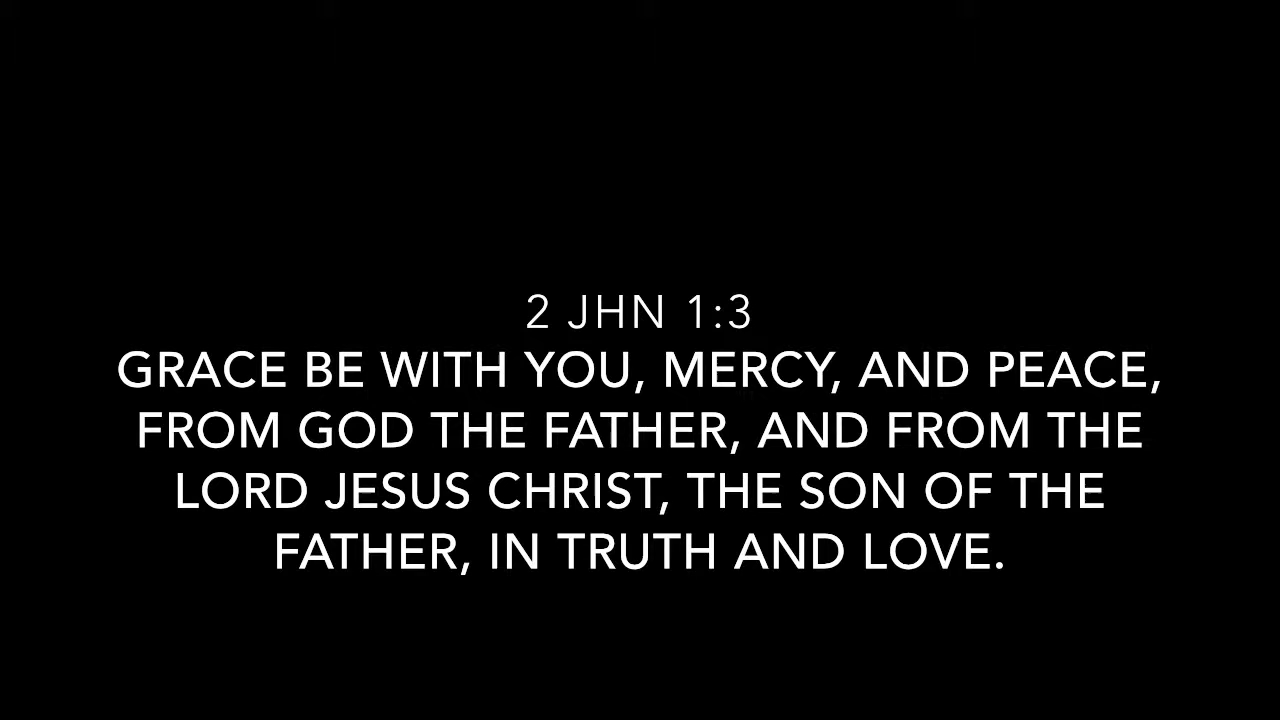 2 JHN 1:3
GRACE BE WITH YOU, MERCY, AND PEACE,
FROM GOD THE FATHER, AND FROM THE
LORD JESUS CHRIST, THE SON OF THE
FATHER, IN TRUTH AND LOVE.